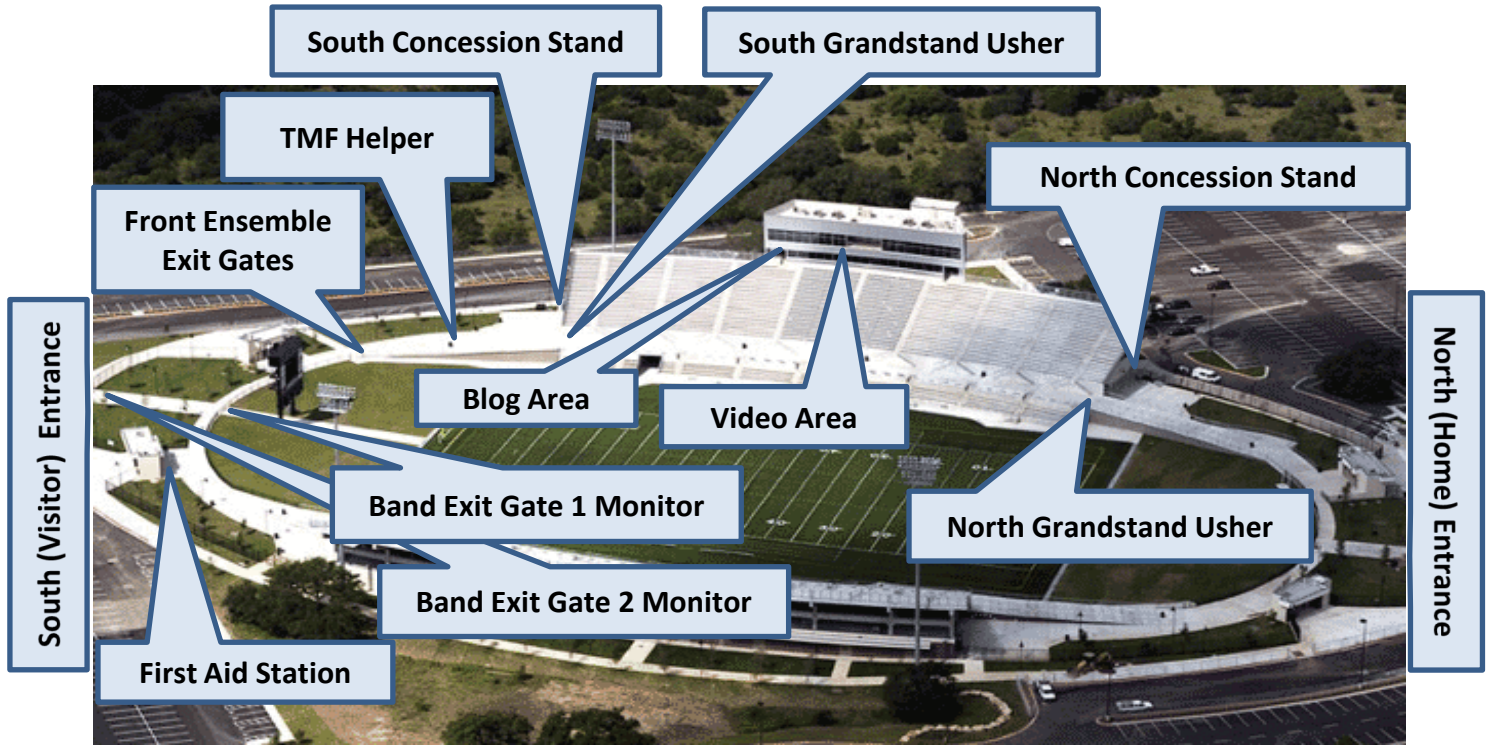 South Concession Stand
South Grandstand Usher
TMF Helper
North Concession Stand
Front Ensemble
Exit Gates
South (Visitor)  Entrance
North (Home) Entrance
Blog Area
Video Area
Band Exit Gate 1 Monitor
North Grandstand Usher
Band Exit Gate 2 Monitor
First Aid Station